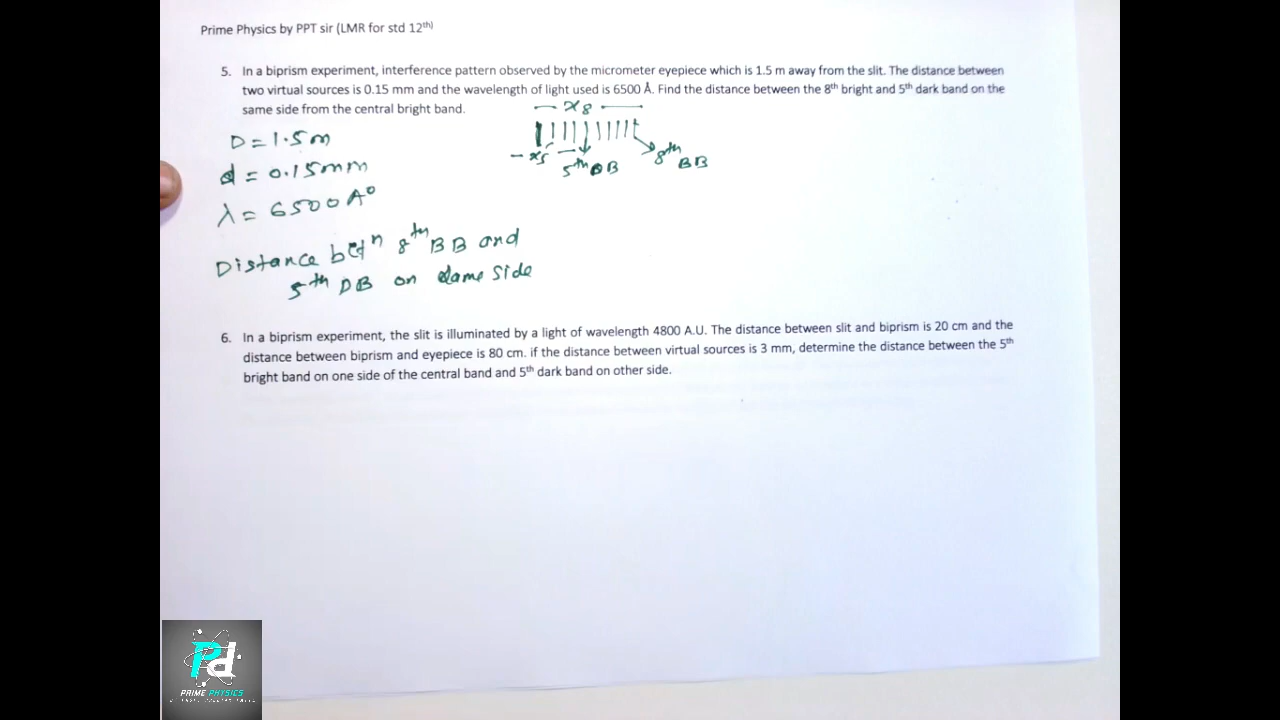 Prime Physics by PPT sir (LMR for std 12th)
5. In a biprism experiment, interference pattern observed by the micrometer eyepiece which is 1.5 m away from the slit. The distance between
two virtual sources is 0.15 mm and the wavelength of light used is 6500 Å. Find the distance between the 8th bright and 5th dark band on the
same side from the central bright band.
x8
D = 1.5m
x5
5th DB
8th BB
d = 0.15mm
λ = 6500 A°
Distance betn 8th BB and
5th DB on same side
6. In a biprism experiment, the slit is illuminated by a light of wavelength 4800 A.U. The distance between slit and biprism is 20 cm and the
distance between biprism and eyepiece is 80 cm. if the distance between virtual sources is 3 mm, determine the distance between the 5th
bright band on one side of the central band and 5th dark band on other side.
Pd
PRIME PHYSICS